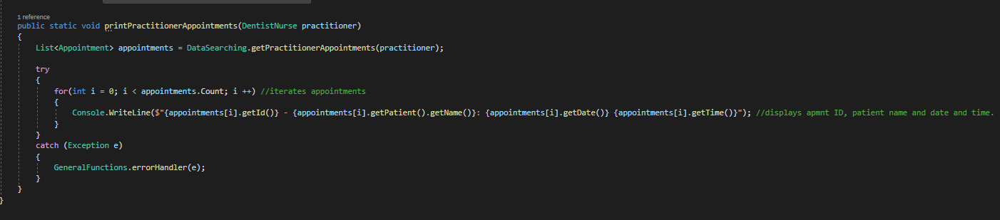 1 reference
public static void printPractitionerAppointments(DentistNurse practitioner)
{
List<Appointment> appointments = DataSearching.getPractitionerAppointments(practitioner);
try
{
for(int i = 0; i < appointments.Count; i ++) //iterates appointments
{
Console.WriteLine($"{appointments[i].getId()} - {appointments[i].getPatient().getName()}: {appointments[i].getDate()} {appointments[i].getTime()}"); //displays apmnt ID, patient name and date and time.
}
}
catch (Exception e)
{
GeneralFunctions.errorHandler(e);
}
}
}